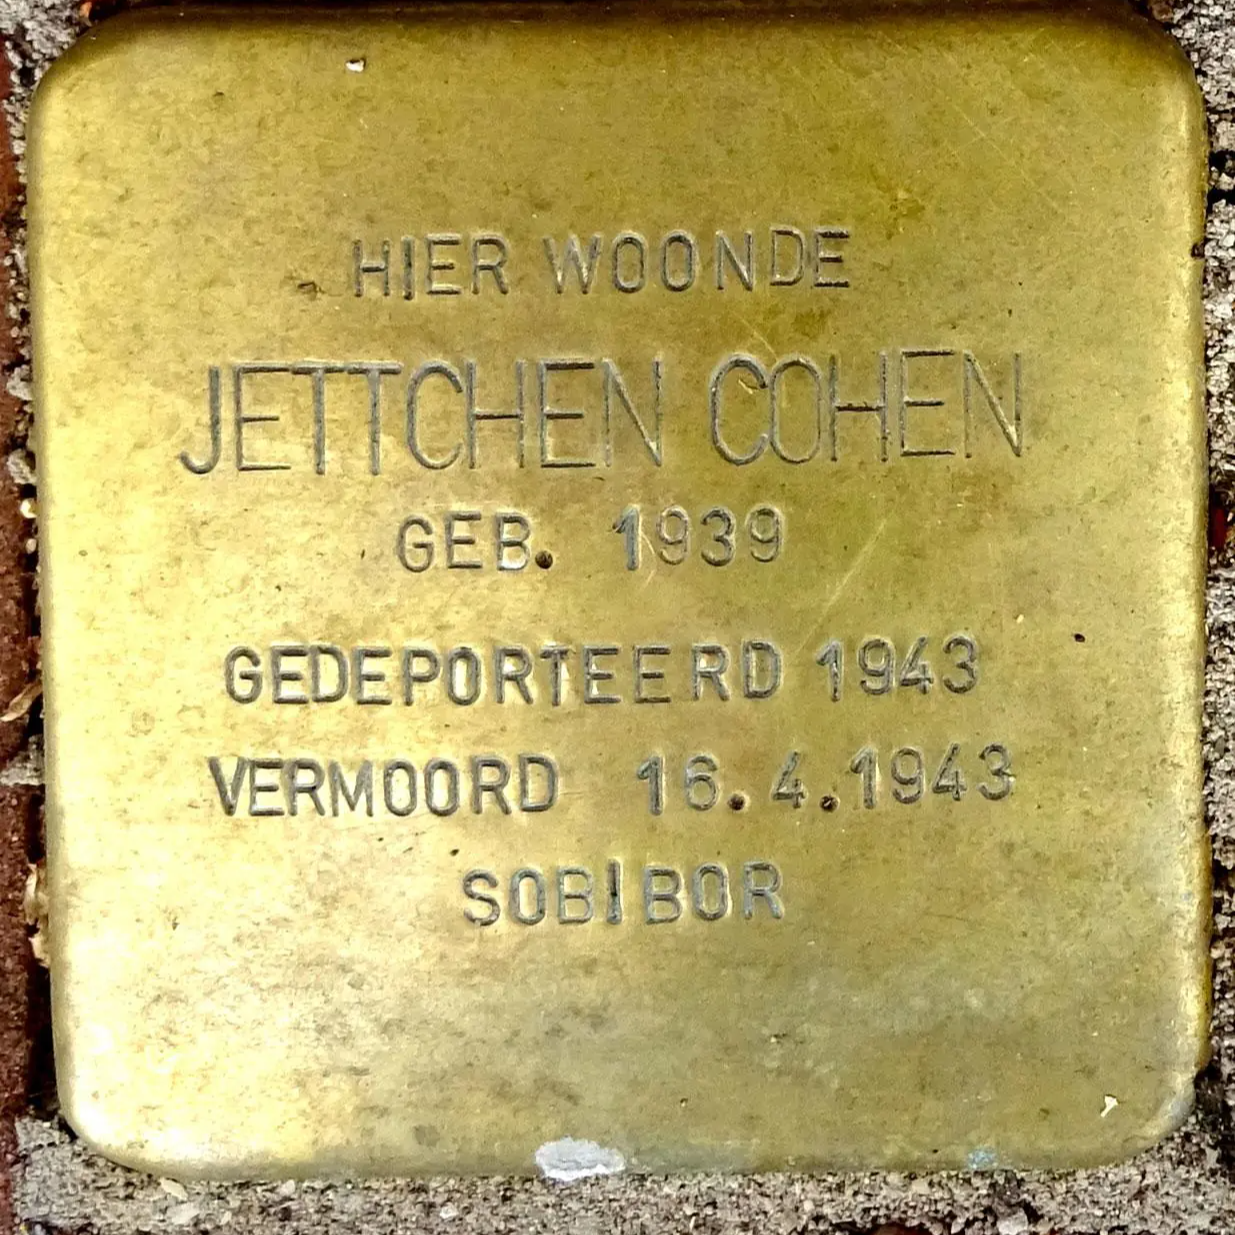 HIER WOONDE
JETTCHEN COHEN
GEB. 1939
GEDEPORTEERD 1943
VERMOORD 16.4.1943
SOBIBOR